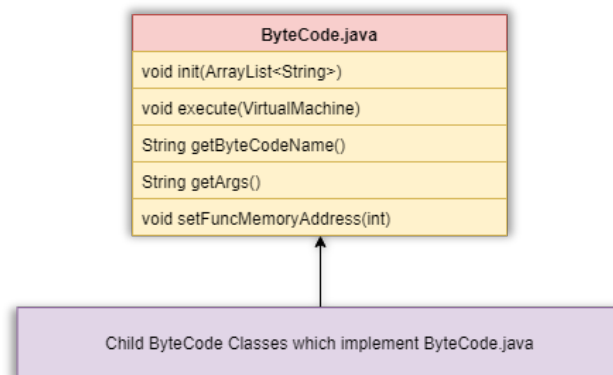 ByteCode.java
void init(ArrayList<String>)
void execute(VirtualMachine)
String getByteCodeName()
String getArgs()
void setFuncMemoryAddress(int)
Child ByteCode Classes which implement ByteCode.java